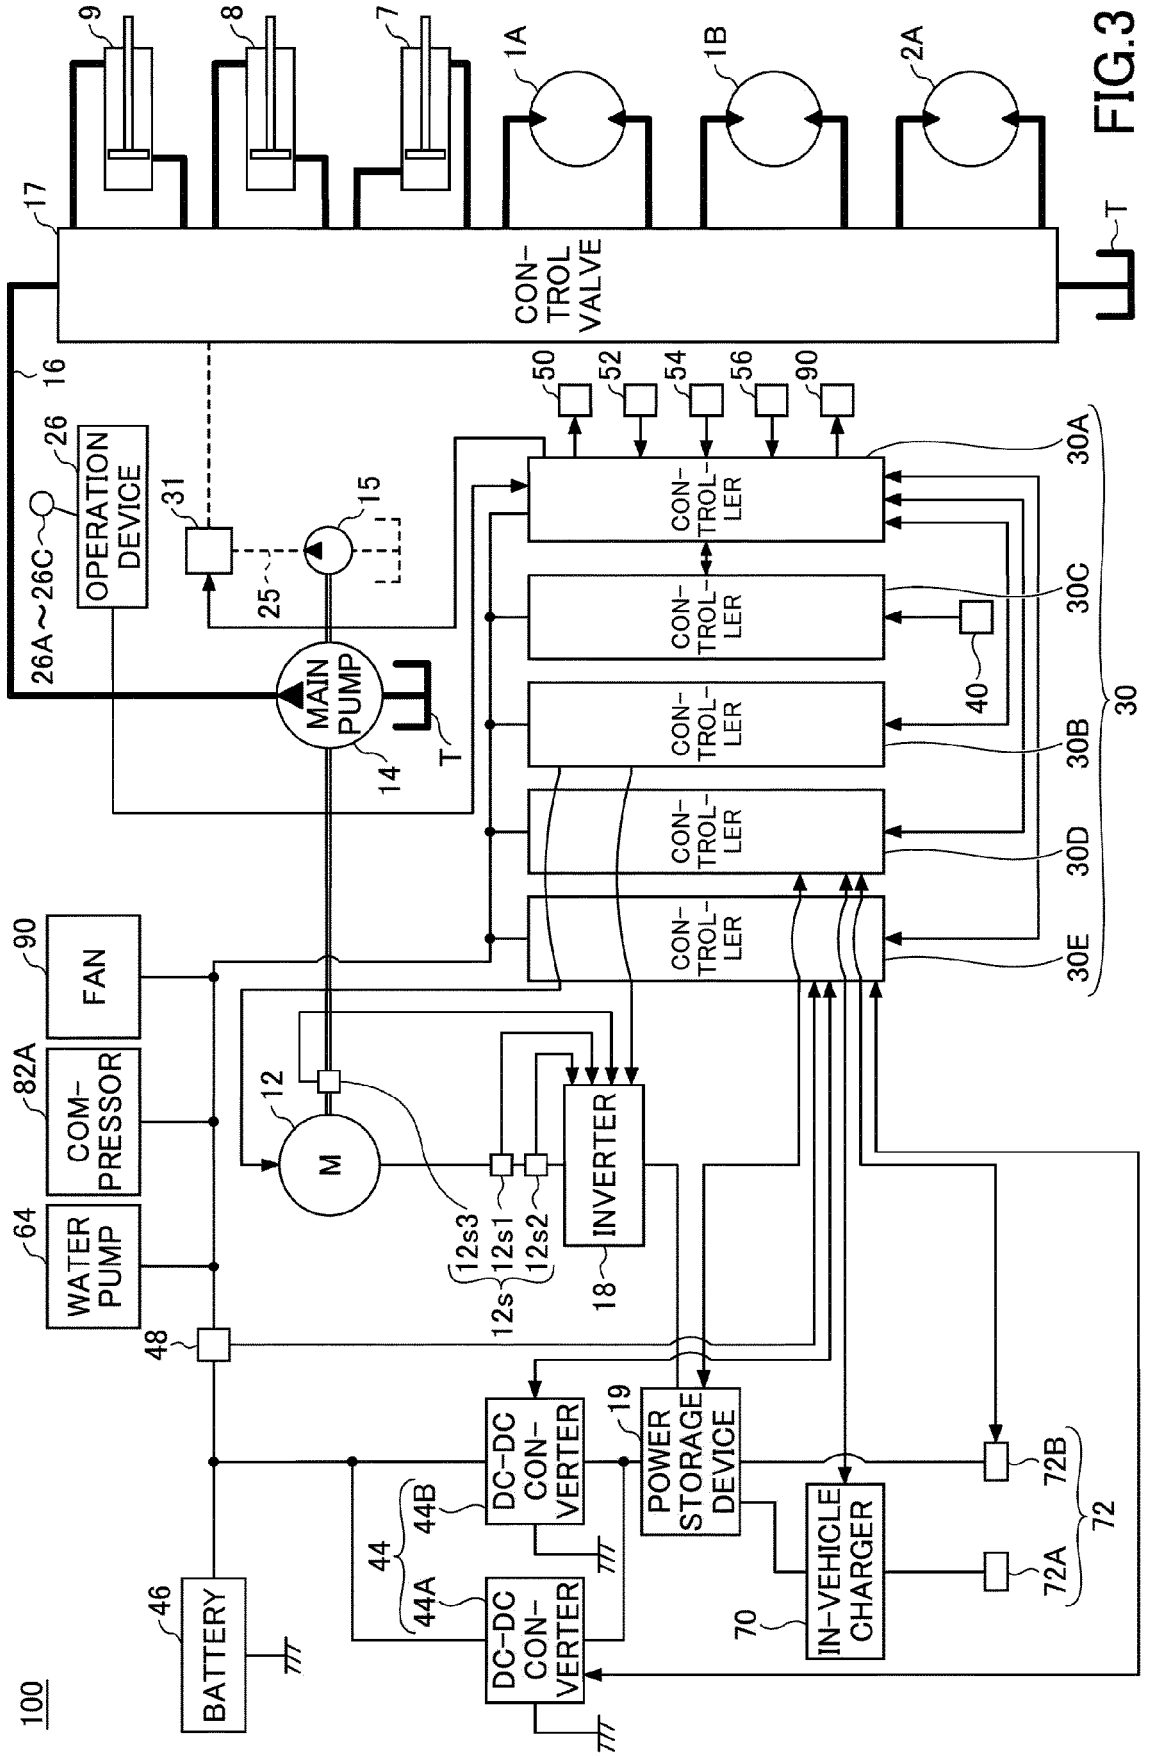 100
FIG.3
46
BATTERY
48
64
WATER
PUMP
82A
COM-
PRESSOR
90
FAN
26A~26C
26
OPERATION
DEVICE
16
17
9
8
7
1A
1B
2A
CON-
TROL
VALVE
T
31
25
15
MAIN
PUMP
14
T
12
M
12s3
12s1
12s2
12s
INVERTER
18
44
44A
44B
DC-DC
CON-
VERTER
DC-DC
CON-
VERTER
19
POWER
STORAGE
DEVICE
70
IN-VEHICLE
CHARGER
72A
72B
72
50
52
54
56
90
CON-
TROL-
LER
CON-
TROL-
LER
CON-
TROL-
LER
CON-
TROL-
LER
CON-
TROL-
LER
40
30E
30D
30B
30C
30A
30